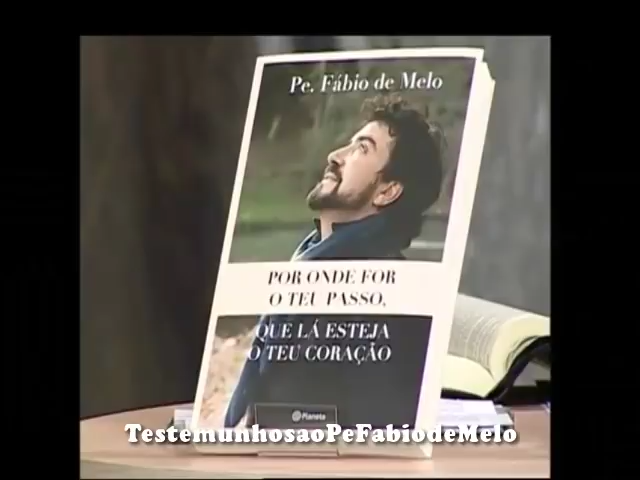 Pe. Fábio de Melo
POR ONDE FOR
O TEU PASSO,
QUE LÁ ESTEJA
O TEU CORAÇÃO
Planeta
TestemunhosaoPeFabiodeMelo